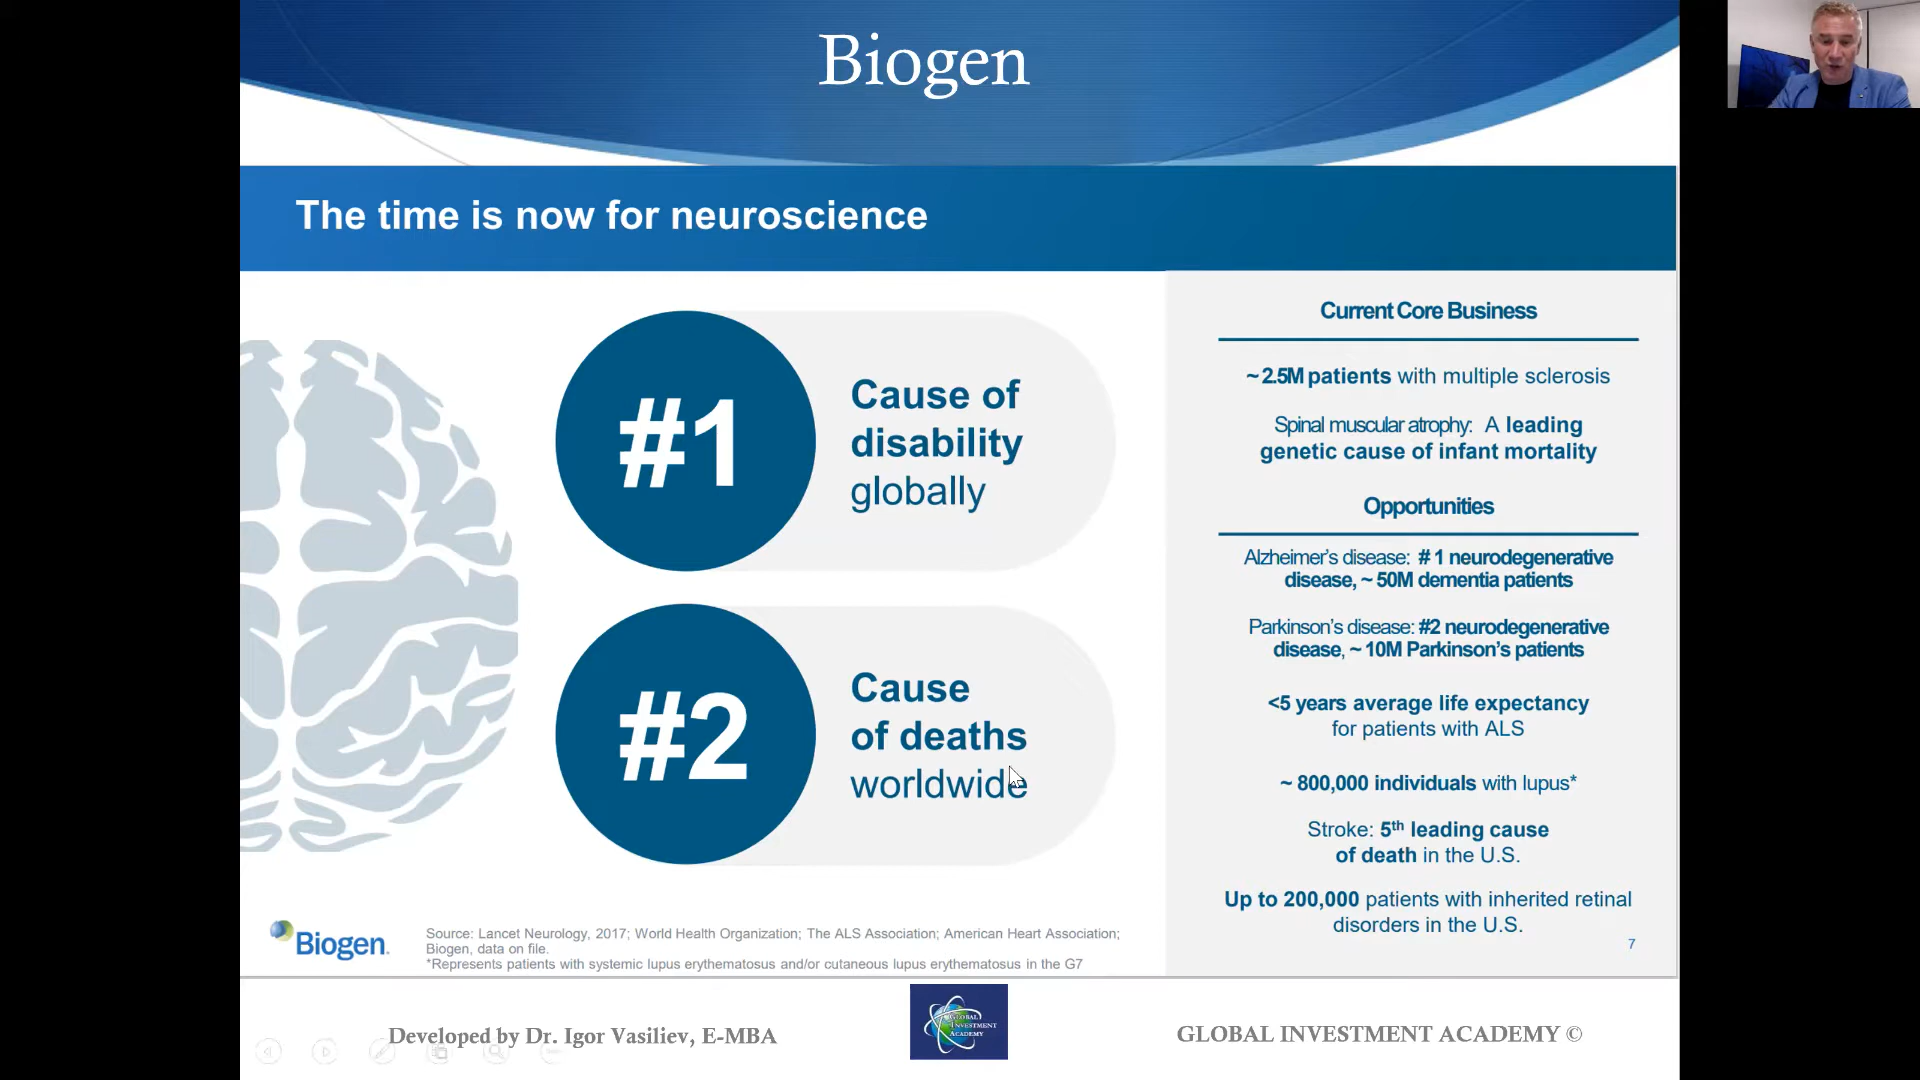 Biogen
The time is now for neuroscience
#1
Cause of
disability
globally
#2
Cause
of deaths
worldwide
Current Core Business
~2.5M patients with multiple sclerosis
Spinal muscular atrophy: A leading
genetic cause of infant mortality
Opportunities
Alzheimer's disease: # 1 neurodegenerative
disease, ~ 50M dementia patients
Parkinson's disease: #2 neurodegenerative
disease, ~ 10M Parkinson's patients
<5 years average life expectancy
for patients with ALS
~ 800,000 individuals with lupus*
Stroke: 5th leading cause
of death in the U.S.
Up to 200,000 patients with inherited retinal
disorders in the U.S.
7
Biogen.
Source: Lancet Neurology, 2017; World Health Organization; The ALS Association; American Heart Association;
Biogen, data on file.
*Represents patients with systemic lupus erythematosus and/or cutaneous lupus erythematosus in the G7
Developed by Dr. Igor Vasiliev, E-MBA
GLOBAL
INVESTMENT
ACADEMY
GLOBAL INVESTMENT ACADEMY ©